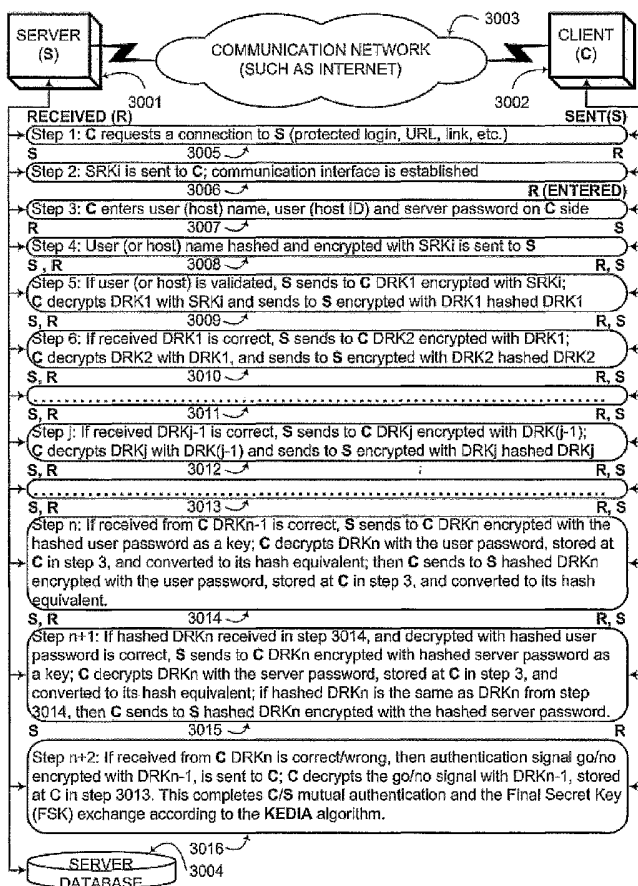 SERVER
(S)
COMMUNICATION NETWORK
(SUCH AS INTERNET)
3003
CLIENT
(C)
3001
3002
RECEIVED (R)
SENT(S)
Step 1: C requests a connection to S (protected login, URL, link, etc.)
S
3005
R
Step 2: SRKi is sent to C; communication interface is established
3006
R (ENTERED)
Step 3: C enters user (host) name, user (host ID) and server password on C side
R
3007
S
Step 4: User (or host) name hashed and encrypted with SRKi is sent to S
S , R
3008
R, S
Step 5: If user (or host) is validated, S sends to C DRK1 encrypted with SRKi;
C decrypts DRK1 with SRKi and sends to S encrypted with DRK1 hashed DRK1
S, R
3009
R, S
Step 6: If received DRK1 is correct, S sends to C DRK2 encrypted with DRK1;
C decrypts DRK2 with DRK1, and sends to S encrypted with DRK2 hashed DRK2
S, R
3010
R, S
S, R
3011
R, S
Step j: If received DRKj-1 is correct, S sends to C DRKj encrypted with DRK(j-1);
C decrypts DRKj with DRK(j-1) and sends to S encrypted with DRKj hashed DRKj
S, R
3012
R, S
S, R
3013
R, S
Step n: If received from C DRKn-1 is correct, S sends to C DRKn encrypted with the
hashed user password as a key; C decrypts DRKn with the user password, stored at
C in step 3, and converted to its hash equivalent; then C sends to S hashed DRKn
encrypted with the user password, stored at C in step 3, and converted to its hash
equivalent.
S, R
3014
R, S
Step n+1: If hashed DRKn received in step 3014, and decrypted with hashed user
password is correct, S sends to C DRKn encrypted with hashed server password as
a key; C decrypts DRKn with the server password, stored at C in step 3, and
converted to its hash equivalent; if hashed DRKn is the same as DRKn from step
3014, then C sends to S hashed DRKn encrypted with the hashed server password.
S
3015
R
Step n+2: If received from C DRKn is correct/wrong, then authentication signal go/no
encrypted with DRKn-1, is sent to C; C decrypts the go/no signal with DRKn-1, stored
at C in step 3013. This completes C/S mutual authentication and the Final Secret Key
(FSK) exchange according to the KEDIA algorithm.
3016
SERVER
DATABASE
3004